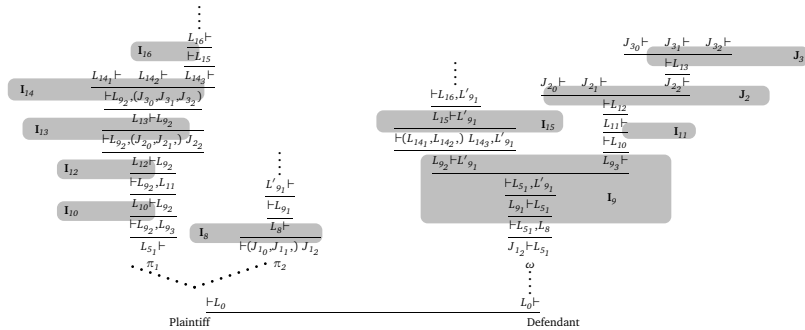 L₁₆⊢
I₁₆
⊢L₁₅
L₁₄₁⊢ L₁₄₂⊢ L₁₄₃⊢
I₁₄
⊢L₉₂,(J₃₀,J₃₁,J₃₂)
L₁₃⊢L₉₂
I₁₃
⊢L₉₂,(J₂₀,J₂₁,) J₂₂
L₁₂⊢L₉₂
I₁₂
⊢L₉₂,L₁₁
L₁₀⊢L₉₂
I₁₀
⊢L₉₂,L₉₃
L₅₁⊢
π₁
L'₉₁⊢
⊢L₉₁
L₈⊢
I₈
⊢(J₁₀,J₁₁,) J₁₂
π₂
⊢L₁₆,L'₉₁
L₁₅⊢L'₉₁
I₁₅
⊢(L₁₄₁,L₁₄₂,) L₁₄₃,L'₉₁
L₉₂⊢L'₉₁
J₃₀⊢ J₃₁⊢ J₃₂⊢
J₃
⊢L₁₃
J₂₀⊢ J₂₁⊢ J₂₂⊢
J₂
⊢L₁₂
L₁₁⊢
I₁₁
⊢L₁₀
L₉₃⊢
⊢L₅₁,L'₉₁
I₉
L₉₁⊢L₅₁
⊢L₅₁,L₈
J₁₂⊢L₅₁
ω
⊢L₀ L₀⊢
Plaintiff Defendant